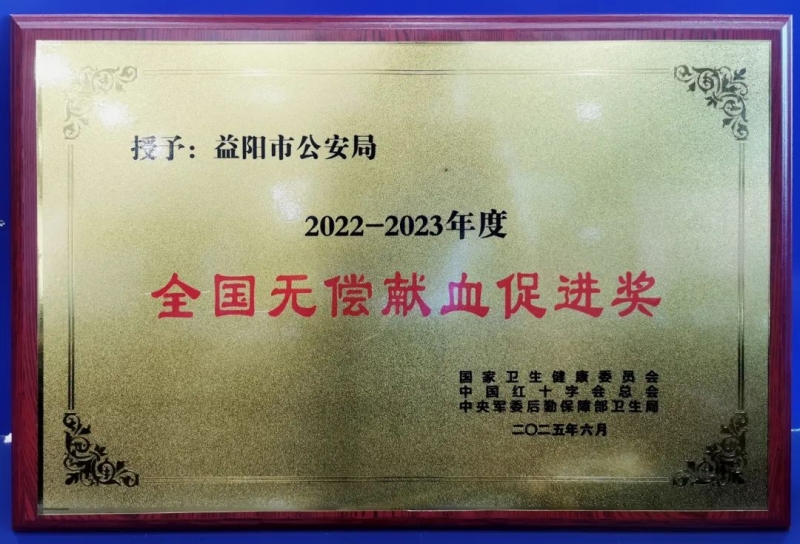 授予：益阳市公安局
2022-2023年度
全国无偿献血促进奖
国家卫生健康委员会
中国红十字会总会
中央军委后勤保障部卫生局
二〇二五年六月